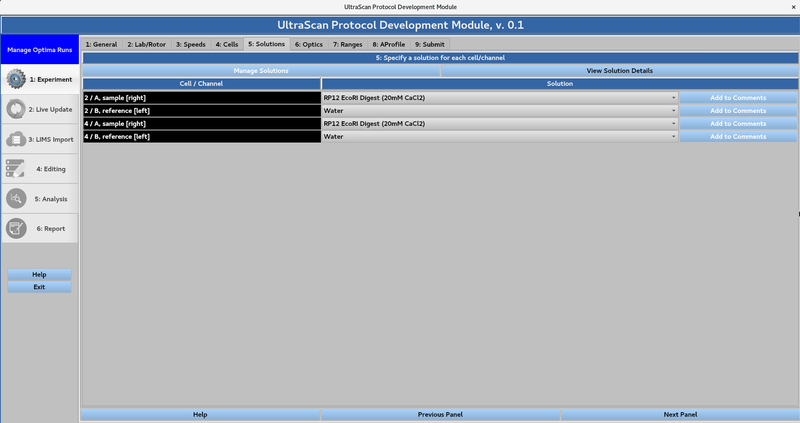 UltraScan Protocol Development Module
×
UltraScan Protocol Development Module, v. 0.1
Manage Optima Runs
1: Experiment
2: Live Update
3: LIMS Import
4: Editing
5: Analysis
6: Report
Help
Exit
1: General 2: Lab/Rotor 3: Speeds 4: Cells 5: Solutions 6: Optics 7: Ranges 8: AProfile 9: Submit
5: Specify a solution for each cell/channel
Manage Solutions View Solution Details
Cell / Channel Solution
2 / A, sample [right] RP12 EcoRI Digest (20mM CaCl2) Add to Comments
2 / B, reference [left] Water Add to Comments
4 / A, sample [right] RP12 EcoRI Digest (20mM CaCl2) Add to Comments
4 / B, reference [left] Water Add to Comments
Help Previous Panel Next Panel